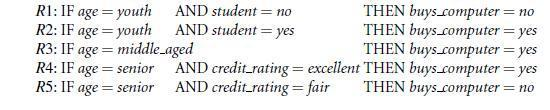 R1: IF age = youth AND student = no THEN buys_computer = no
R2: IF age = youth AND student = yes THEN buys_computer = yes
R3: IF age = middle_aged THEN buys_computer = yes
R4: IF age = senior AND credit_rating = excellent THEN buys_computer = yes
R5: IF age = senior AND credit_rating = fair THEN buys_computer = no